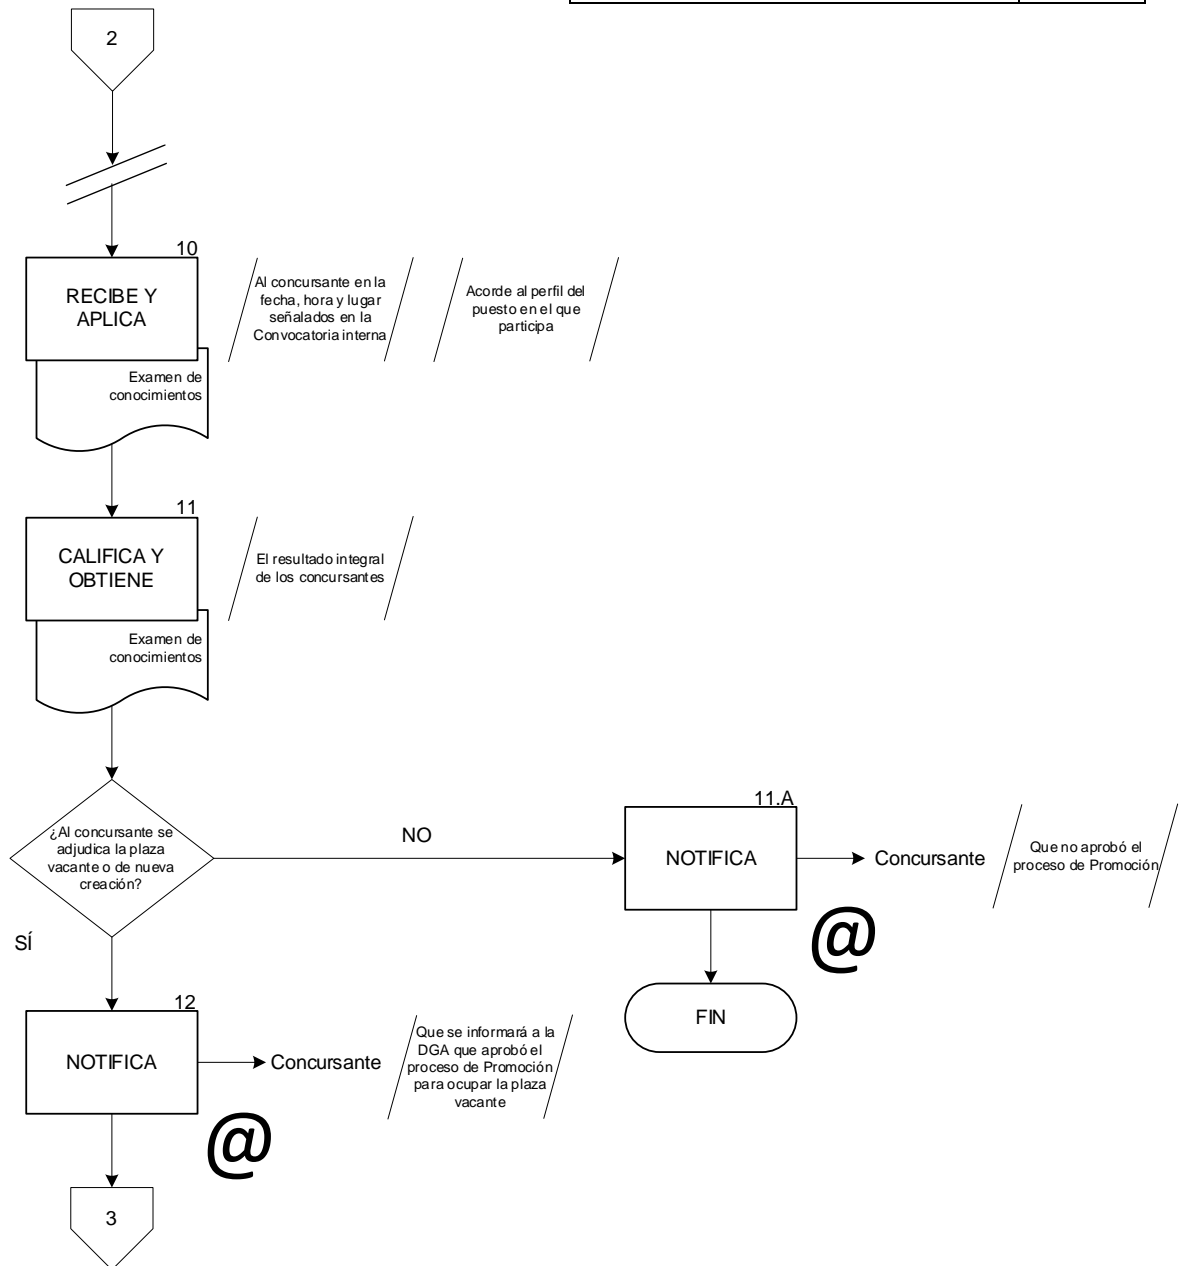 2
10
RECIBE Y
APLICA
Al concursante en la
fecha, hora y lugar
señalados en la
Convocatoria interna
Acorde al perfil del
puesto en el que
participa
Examen de
conocimientos
11
CALIFICA Y
OBTIENE
El resultado integral
de los concursantes
Examen de
conocimientos
¿Al concursante se
adjudica la plaza
vacante o de nueva
creación?
NO
11.A
NOTIFICA
Concursante
Que no aprobó el
proceso de Promoción
@
FIN
SÍ
12
NOTIFICA
Concursante
Que se informará a la
DGA que aprobó el
proceso de Promoción
para ocupar la plaza
vacante
@
3